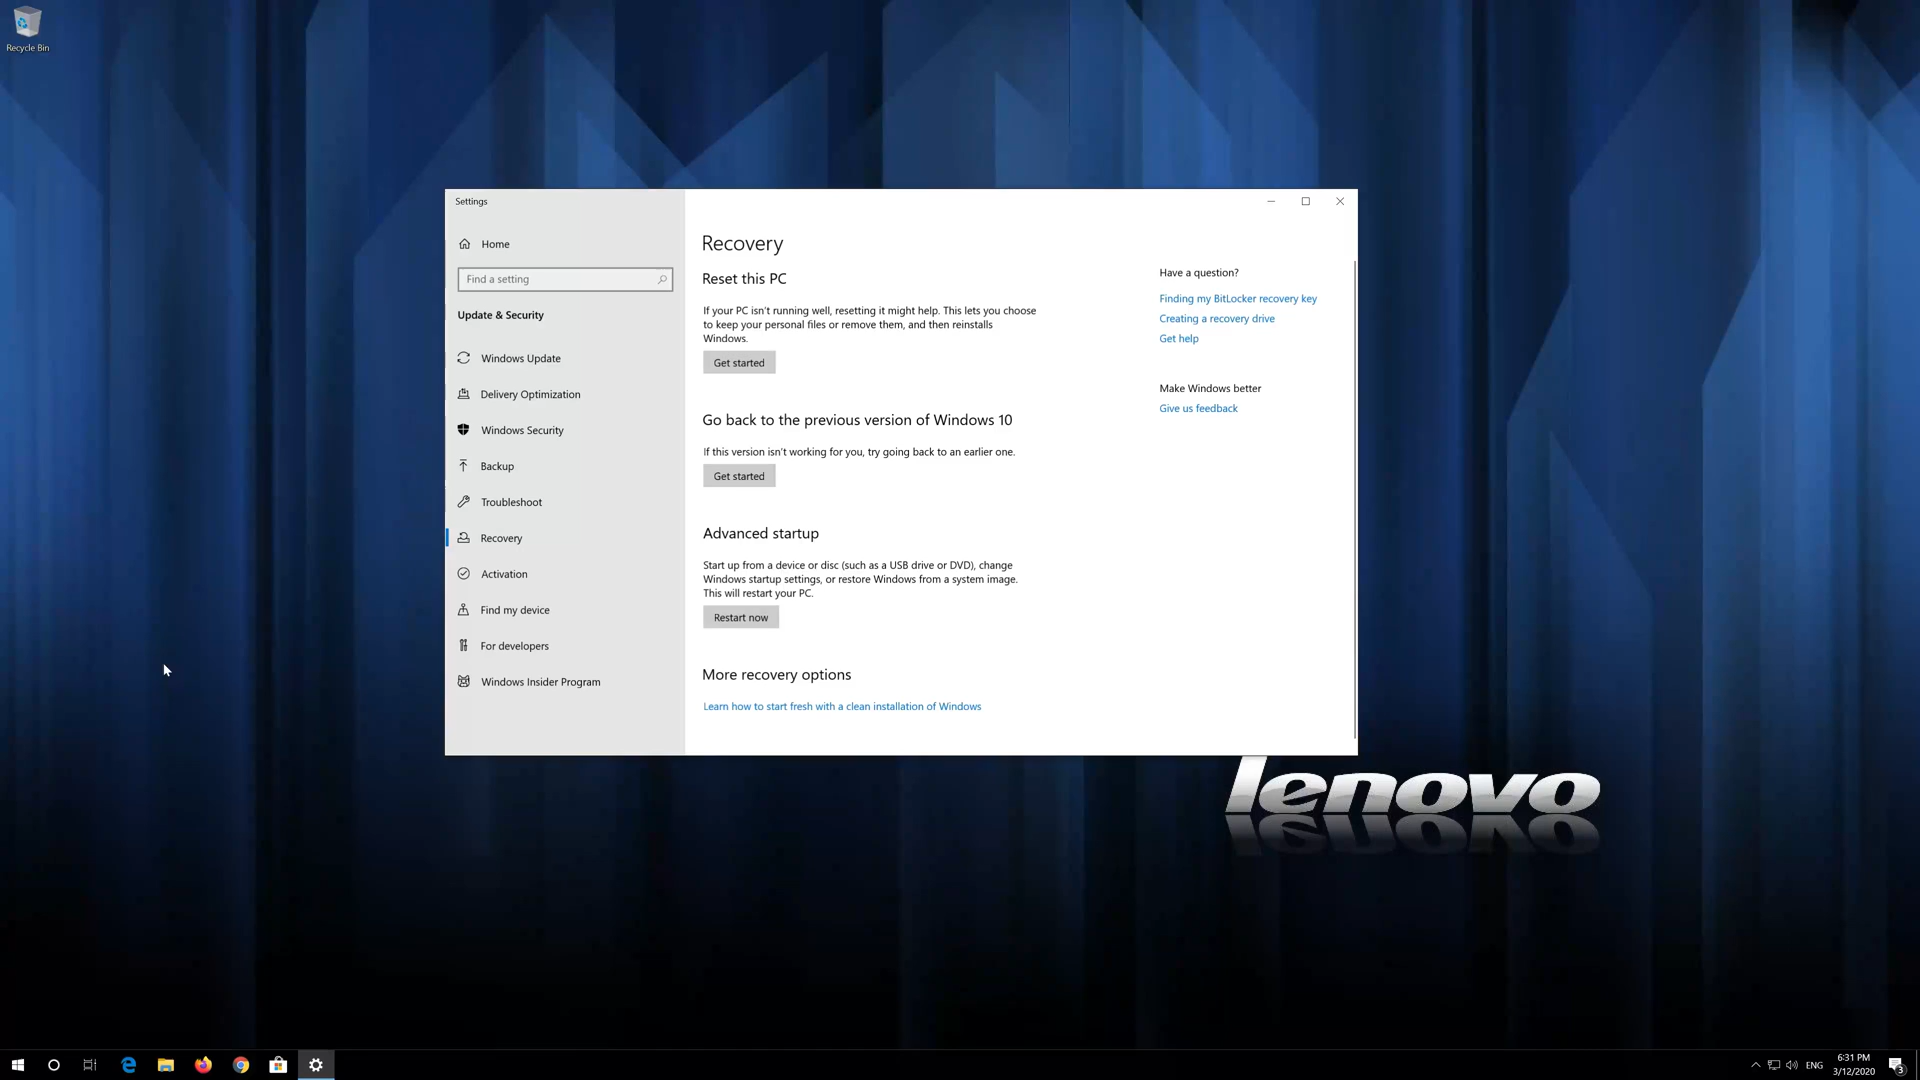 Recycle Bin
Settings
Home
Find a setting
Update & Security
Windows Update
Delivery Optimization
Windows Security
Backup
Troubleshoot
Recovery
Activation
Find my device
For developers
Windows Insider Program
Recovery
Reset this PC
If your PC isn't running well, resetting it might help. This lets you choose
to keep your personal files or remove them, and then reinstalls
Windows.
Get started
Go back to the previous version of Windows 10
If this version isn't working for you, try going back to an earlier one.
Get started
Advanced startup
Start up from a device or disc (such as a USB drive or DVD), change
Windows startup settings, or restore Windows from a system image.
This will restart your PC.
Restart now
More recovery options
Learn how to start fresh with a clean installation of Windows
Have a question?
Finding my BitLocker recovery key
Creating a recovery drive
Get help
Make Windows better
Give us feedback
lenovo
ENG
6:31 PM
3/12/2020
3